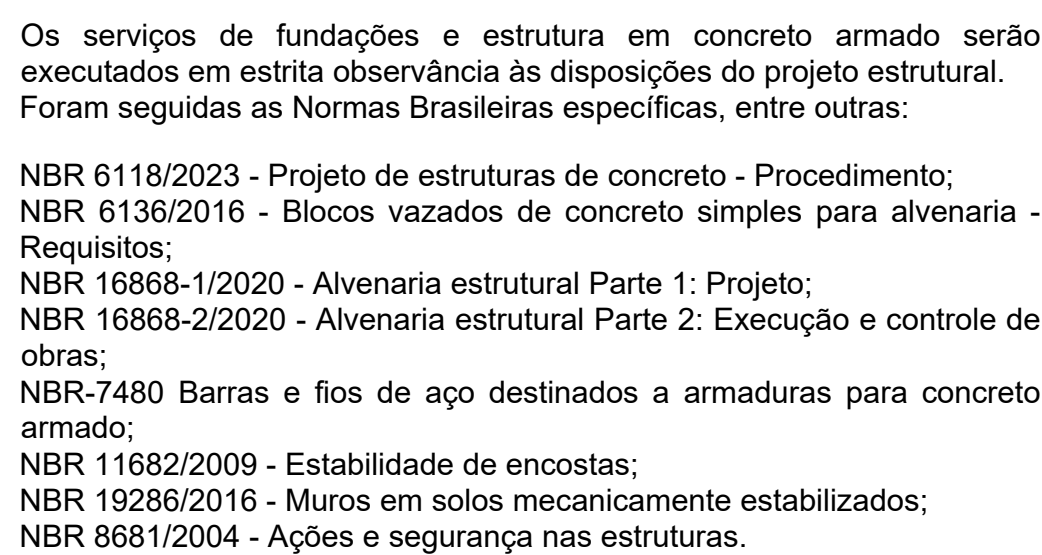 Os serviços de fundações e estrutura em concreto armado serão
executados em estrita observância às disposições do projeto estrutural.
Foram seguidas as Normas Brasileiras específicas, entre outras:
NBR 6118/2023 - Projeto de estruturas de concreto - Procedimento;
NBR 6136/2016 - Blocos vazados de concreto simples para alvenaria -
Requisitos;
NBR 16868-1/2020 - Alvenaria estrutural Parte 1: Projeto;
NBR 16868-2/2020 - Alvenaria estrutural Parte 2: Execução e controle de
obras;
NBR-7480 Barras e fios de aço destinados a armaduras para concreto
armado;
NBR 11682/2009 - Estabilidade de encostas;
NBR 19286/2016 - Muros em solos mecanicamente estabilizados;
NBR 8681/2004 - Ações e segurança nas estruturas.